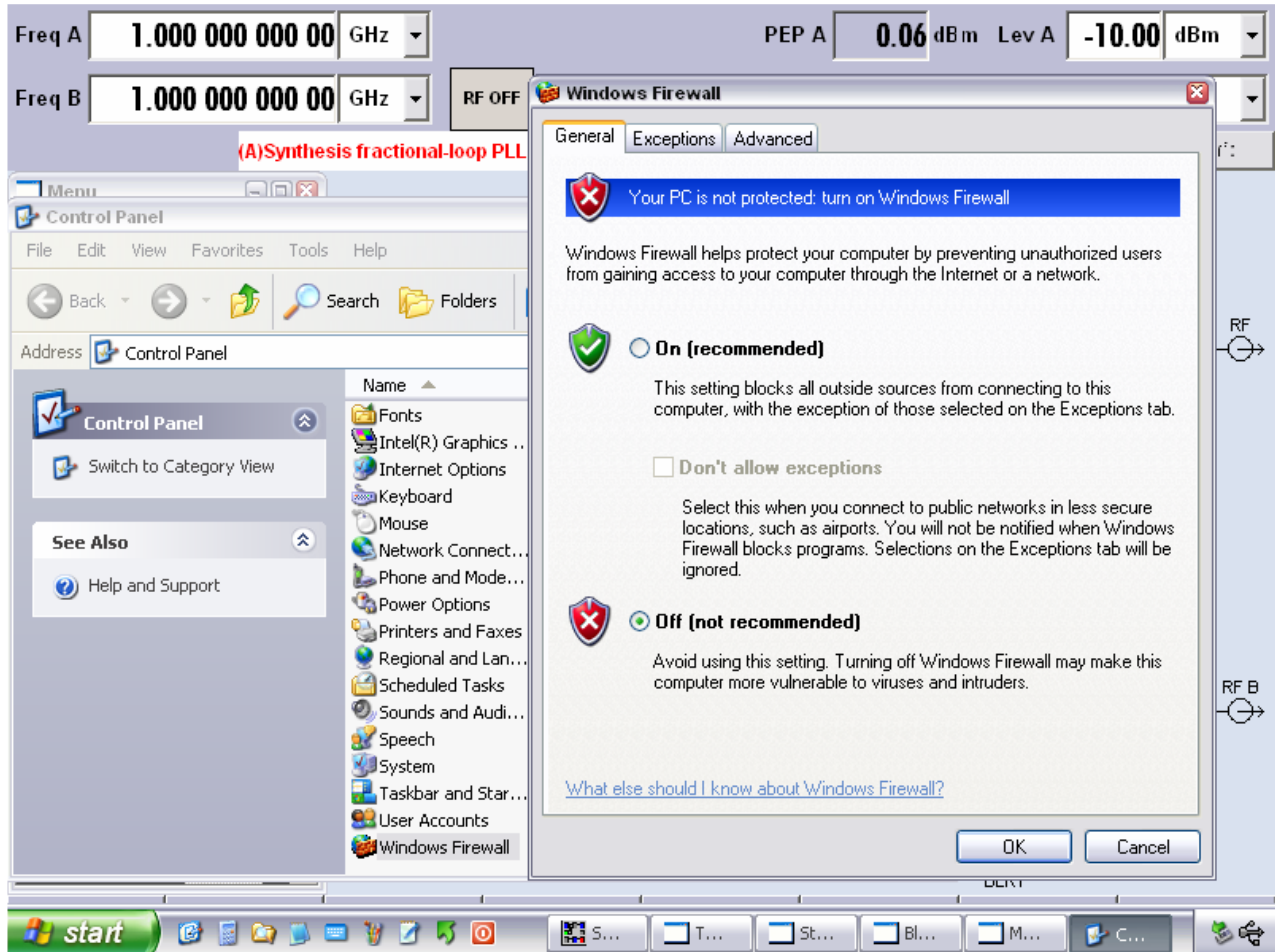 Freq A 1.000 000 000 00 GHz PEP A 0.06 dBm Lev A -10.00 dBm
Freq B 1.000 000 000 00 GHz RF OFF
(A)Synthesis fractional-loop PLL
Menu
Control Panel
File Edit View Favorites Tools Help
Back Search Folders
Address Control Panel
Control Panel
Switch to Category View
See Also
Help and Support
Name
Fonts
Intel(R) Graphics ...
Internet Options
Keyboard
Mouse
Network Connect...
Phone and Mode...
Power Options
Printers and Faxes
Regional and Lan...
Scheduled Tasks
Sounds and Audi...
Speech
System
Taskbar and Star...
User Accounts
Windows Firewall
Windows Firewall
General Exceptions Advanced
Your PC is not protected: turn on Windows Firewall
Windows Firewall helps protect your computer by preventing unauthorized users
from gaining access to your computer through the Internet or a network.
On (recommended)
This setting blocks all outside sources from connecting to this
computer, with the exception of those selected on the Exceptions tab.
Don't allow exceptions
Select this when you connect to public networks in less secure
locations, such as airports. You will not be notified when Windows
Firewall blocks programs. Selections on the Exceptions tab will be
ignored.
Off (not recommended)
Avoid using this setting. Turning off Windows Firewall may make this
computer more vulnerable to viruses and intruders.
What else should I know about Windows Firewall?
OK Cancel
RF
RF B
start S... T... St... Bl... M... C...